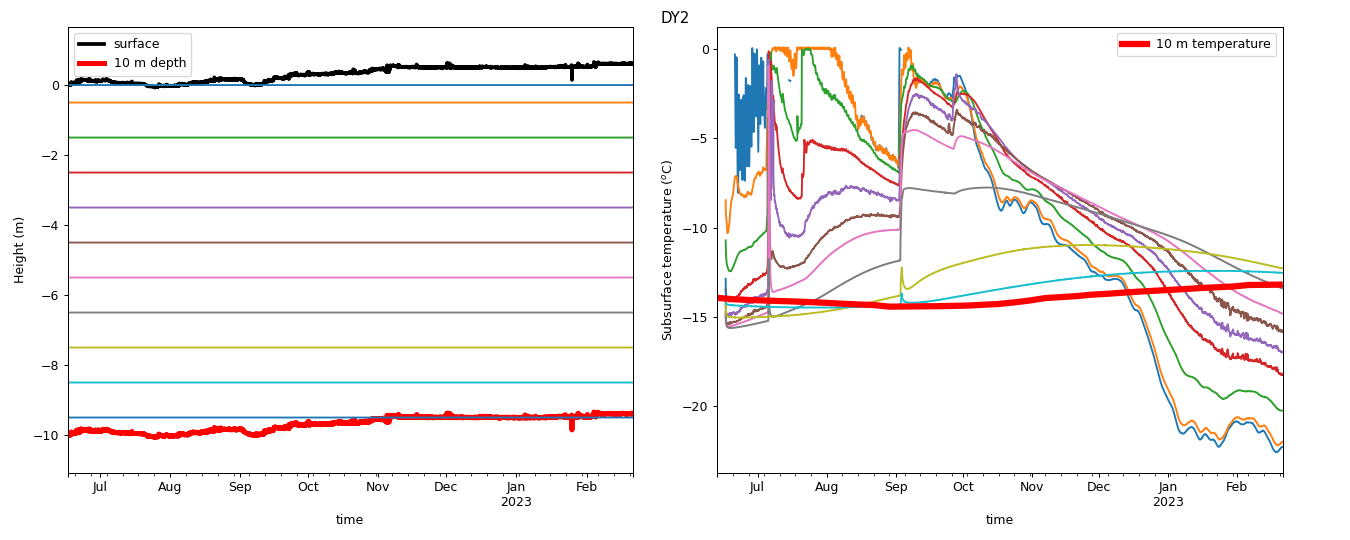 DY2
surface
10 m depth
10 m temperature
Height (m)
0
−2
−4
−6
−8
−10
Jul
Aug
Sep
Oct
Nov
Dec
Jan
2023
Feb
time
Subsurface temperature (°C)
0
−5
−10
−15
−20
Jul
Aug
Sep
Oct
Nov
Dec
Jan
2023
Feb
time